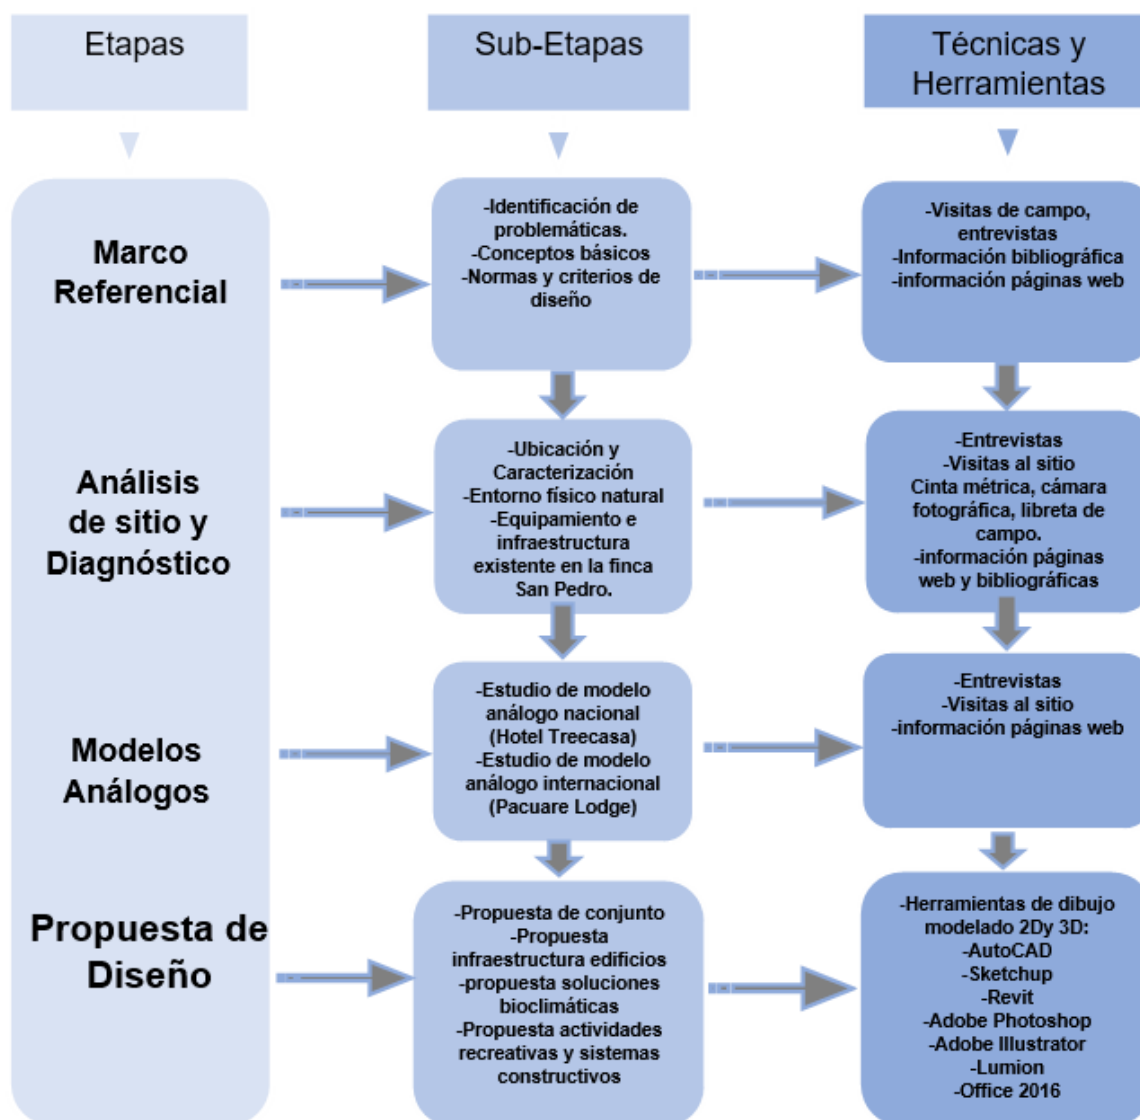 Etapas
Sub-Etapas
Técnicas y
Herramientas
Marco
Referencial
-Identificación de
problemáticas.
-Conceptos básicos
-Normas y criterios de
diseño
-Visitas de campo,
entrevistas
-Información bibliográfica
-información páginas web
Análisis
de sitio y
Diagnóstico
-Ubicación y
Caracterización
-Entorno físico natural
-Equipamiento e
infraestructura
existente en la finca
San Pedro.
-Entrevistas
-Visitas al sitio
Cinta métrica, cámara
fotográfica, libreta de
campo.
-información páginas
web y bibliográficas
Modelos
Análogos
-Estudio de modelo
análogo nacional
(Hotel Treecasa)
-Estudio de modelo
análogo internacional
(Pacuare Lodge)
-Entrevistas
-Visitas al sitio
-información páginas web
Propuesta de
Diseño
-Propuesta de conjunto
-Propuesta
infraestructura edificios
-propuesta soluciones
bioclimáticas
-Propuesta actividades
recreativas y sistemas
constructivos
-Herramientas de dibujo
modelado 2Dy 3D:
-AutoCAD
-Sketchup
-Revit
-Adobe Photoshop
-Adobe Illustrator
-Lumion
-Office 2016